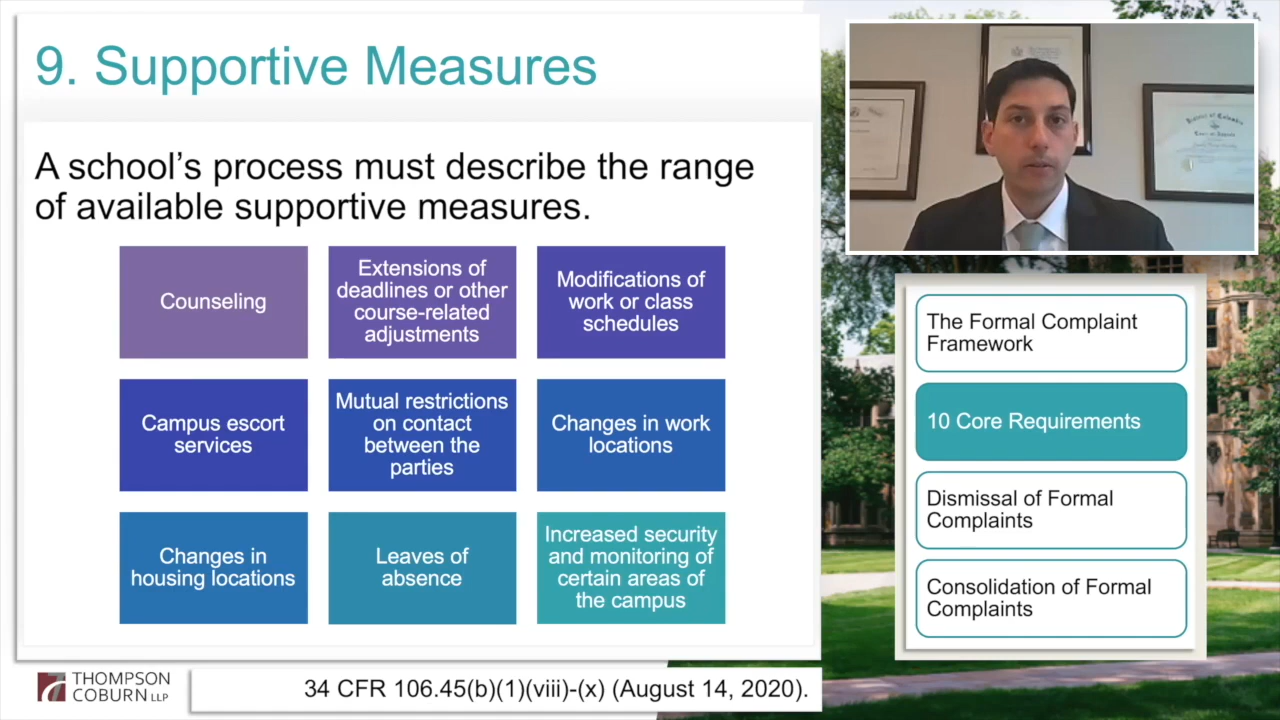 9. Supportive Measures
A school's process must describe the range
of available supportive measures.
Counseling
Extensions of
deadlines or other
course-related
adjustments
Modifications of
work or class
schedules
Campus escort
services
Mutual restrictions
on contact
between the
parties
Changes in work
locations
Changes in
housing locations
Leaves of
absence
Increased security
and monitoring of
certain areas of
the campus
THOMPSON
COBURN LLP
34 CFR 106.45(b)(1)(viii)-(x) (August 14, 2020).
District of Columbia
The Formal Complaint
Framework
10 Core Requirements
Dismissal of Formal
Complaints
Consolidation of Formal
Complaints